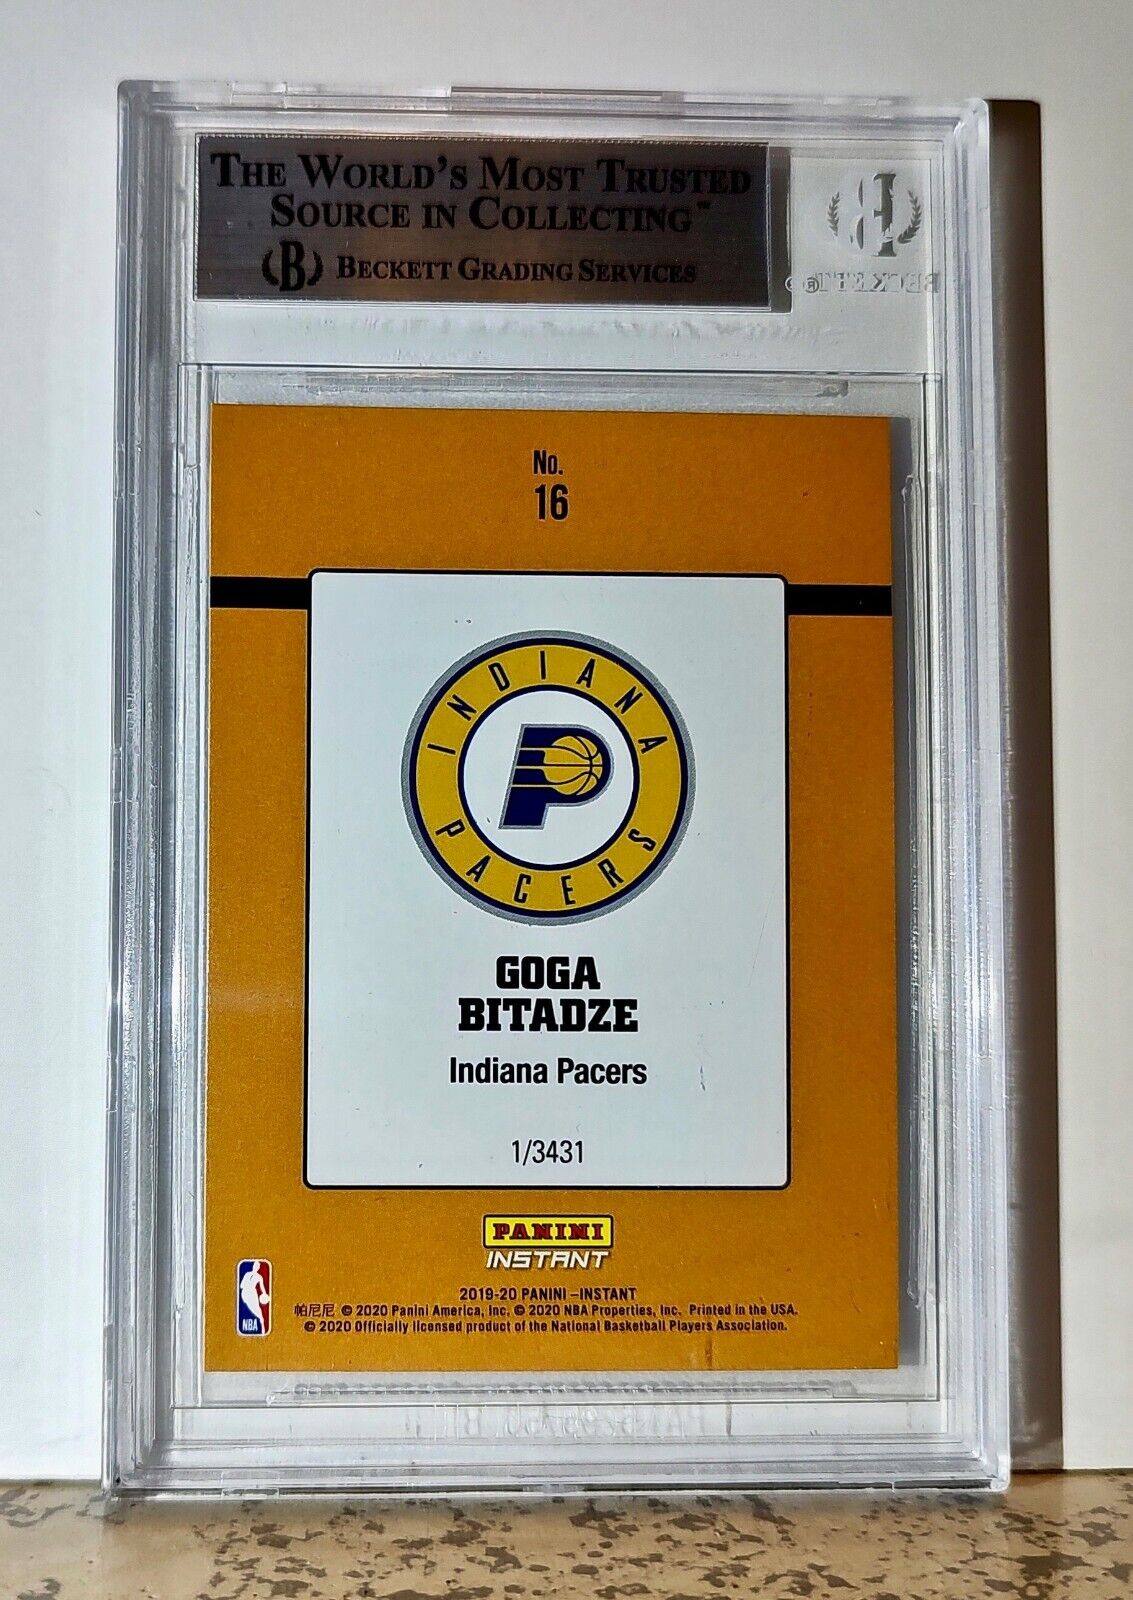 THE WORLD'S MOST TRUSTED
SOURCE IN COLLECTING™
B BECKETT GRADING SERVICES
BECKETT®
No.
16
INDIANA
P
PACERS
GOGA
BITADZE
Indiana Pacers
1/3431
PANINI
INSTANT
2019-20 PANINI –INSTANT
帕尼尼 © 2020 Panini America, Inc. © 2020 NBA Properties, Inc. Printed in the USA.
© 2020 Officially licensed product of the National Basketball Players Association.
NBA